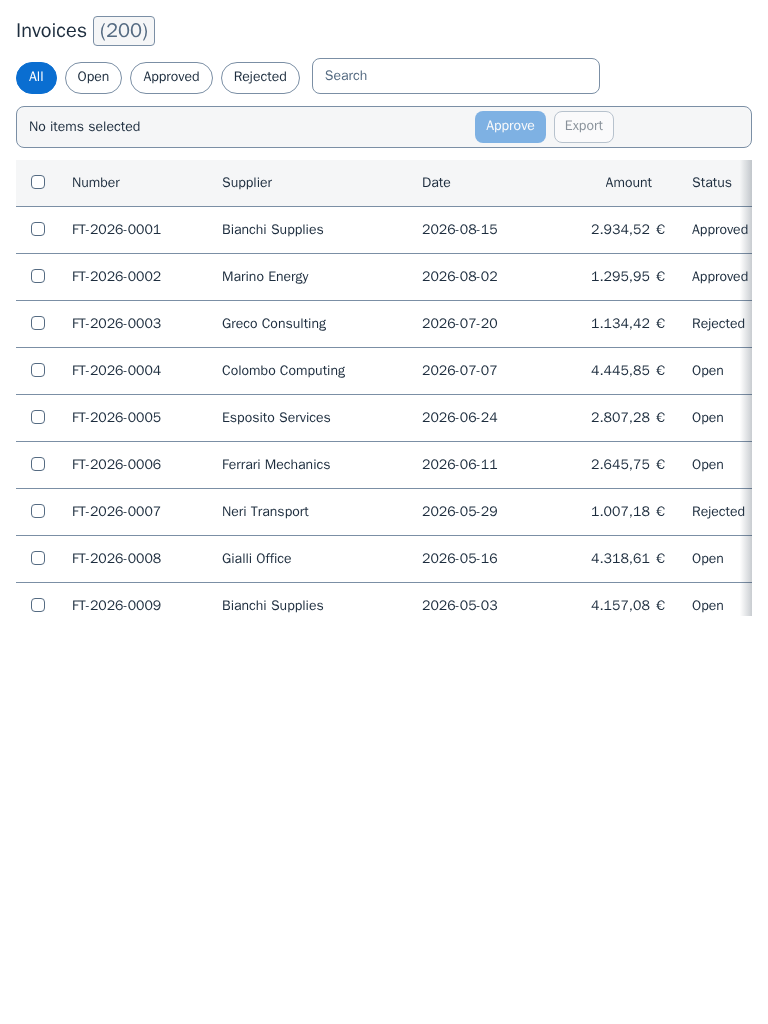 Invoices (200)
All Open Approved Rejected Search
No items selected Approve Export
Number Supplier Date Amount Status
FT-2026-0001 Bianchi Supplies 2026-08-15 2.934,52 € Approved
FT-2026-0002 Marino Energy 2026-08-02 1.295,95 € Approved
FT-2026-0003 Greco Consulting 2026-07-20 1.134,42 € Rejected
FT-2026-0004 Colombo Computing 2026-07-07 4.445,85 € Open
FT-2026-0005 Esposito Services 2026-06-24 2.807,28 € Open
FT-2026-0006 Ferrari Mechanics 2026-06-11 2.645,75 € Open
FT-2026-0007 Neri Transport 2026-05-29 1.007,18 € Rejected
FT-2026-0008 Gialli Office 2026-05-16 4.318,61 € Open
FT-2026-0009 Bianchi Supplies 2026-05-03 4.157,08 € Open